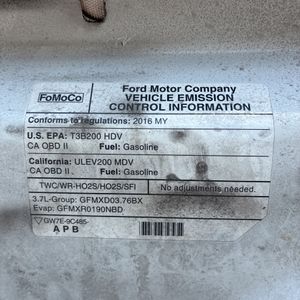 FoMoCo
Ford Motor Company
VEHICLE EMISSION
CONTROL INFORMATION
Conforms to regulations: 2016 MY
U.S. EPA: T3B200 HDV
CA OBD II Fuel: Gasoline
California: ULEV200 MDV
CA OBD II Fuel: Gasoline
TWC/WR-HO2S/HO2S/SFI
No adjustments needed.
3.7L-Group: GFMXD03.76BX
Evap: GFMXR0190NBD
GW7E-9C485-
APB